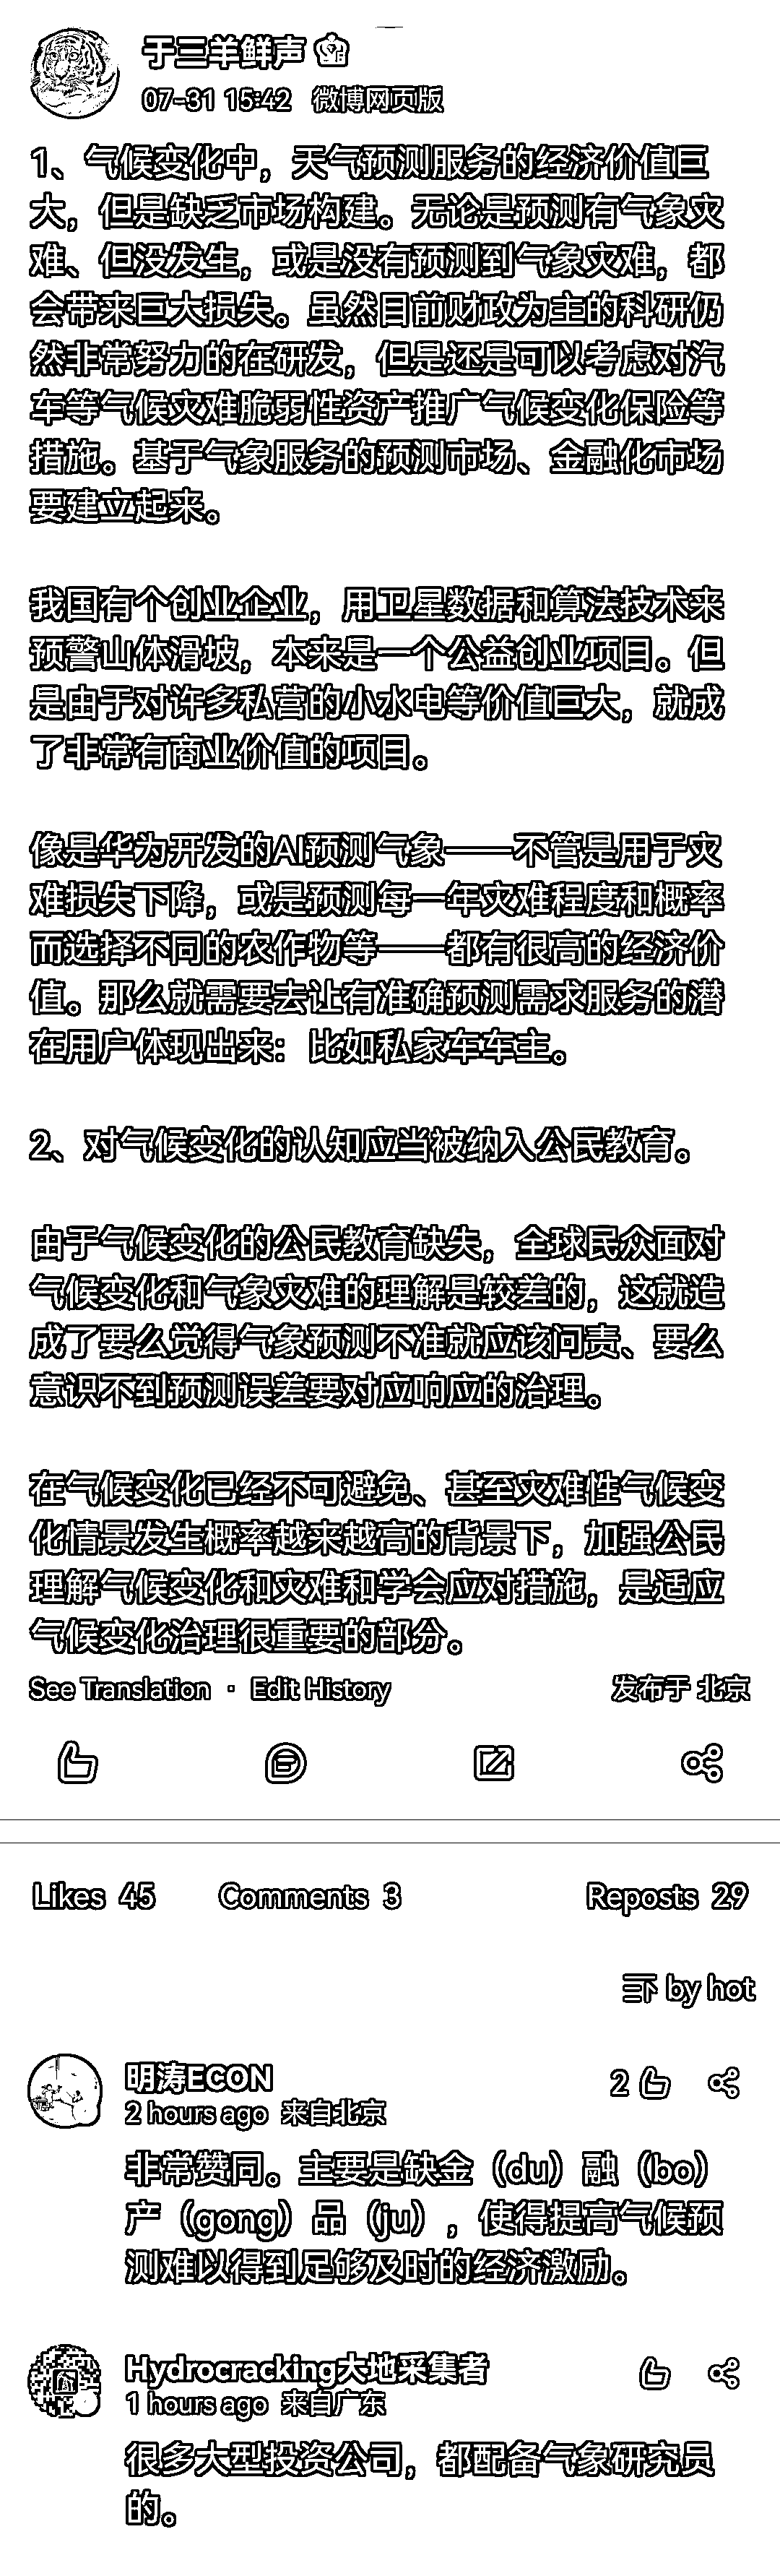 于三羊鲜声
07-31 15:42 微博网页版
1、气候变化中，天气预测服务的经济价值巨
大，但是缺乏市场构建。无论是预测有气象灾
难、但没发生，或是没有预测到气象灾难，都
会带来巨大损失。虽然目前财政为主的科研仍
然非常努力的在研发，但是还是可以考虑对汽
车等气候灾难脆弱性资产推广气候变化保险等
措施。基于气象服务的预测市场、金融化市场
要建立起来。
我国有个创业企业，用卫星数据和算法技术来
预警山体滑坡，本来是一个公益创业项目。但
是由于对许多私营的小水电等价值巨大，就成
了非常有商业价值的项目。
像是华为开发的AI预测气象——不管是用于灾
难损失下降，或是预测每一年灾难程度和概率
而选择不同的农作物等——都有很高的经济价
值。那么就需要去让有准确预测需求服务的潜
在用户体现出来：比如私家车车主。
2、对气候变化的认知应当被纳入公民教育。
由于气候变化的公民教育缺失，全球民众面对
气候变化和气象灾难的理解是较差的，这就造
成了要么觉得气象预测不准就应该问责、要么
意识不到预测误差要对应响应的治理。
在气候变化已经不可避免、甚至灾难性气候变
化情景发生概率越来越高的背景下，加强公民
理解气候变化和灾难和学会应对措施，是适应
气候变化治理很重要的部分。
See Translation · Edit History 发布于 北京
Likes 45 Comments 3 Reposts 29
by hot
明涛ECON
2
2 hours ago 来自北京
非常赞同。主要是缺金（du）融（bo）
产（gong）品（ju），使得提高气候预
测难以得到足够及时的经济激励。
Hydrocracking大地采集者
1 hours ago 来自广东
很多大型投资公司，都配备气象研究员
的。